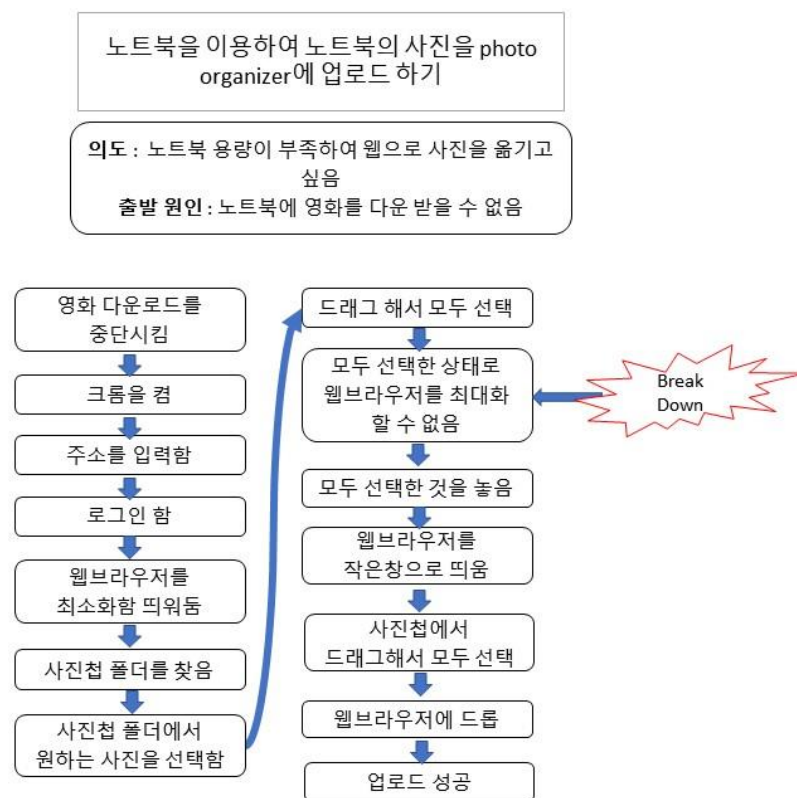 노트북을 이용하여 노트북의 사진을 photo
organizer에 업로드 하기
의도 : 노트북 용량이 부족하여 웹으로 사진을 옮기고
싶음
출발 원인 : 노트북에 영화를 다운 받을 수 없음
영화 다운로드를
중단시킴
크롬을 켬
주소를 입력함
로그인 함
웹브라우저를
최소화함 띄워둠
사진첩 폴더를 찾음
사진첩 폴더에서
원하는 사진을 선택함
드래그 해서 모두 선택
모두 선택한 상태로
웹브라우저를 최대화
할 수 없음
Break
Down
모두 선택한 것을 놓음
웹브라우저를
작은창으로 띄움
사진첩에서
드래그해서 모두 선택
웹브라우저에 드롭
업로드 성공